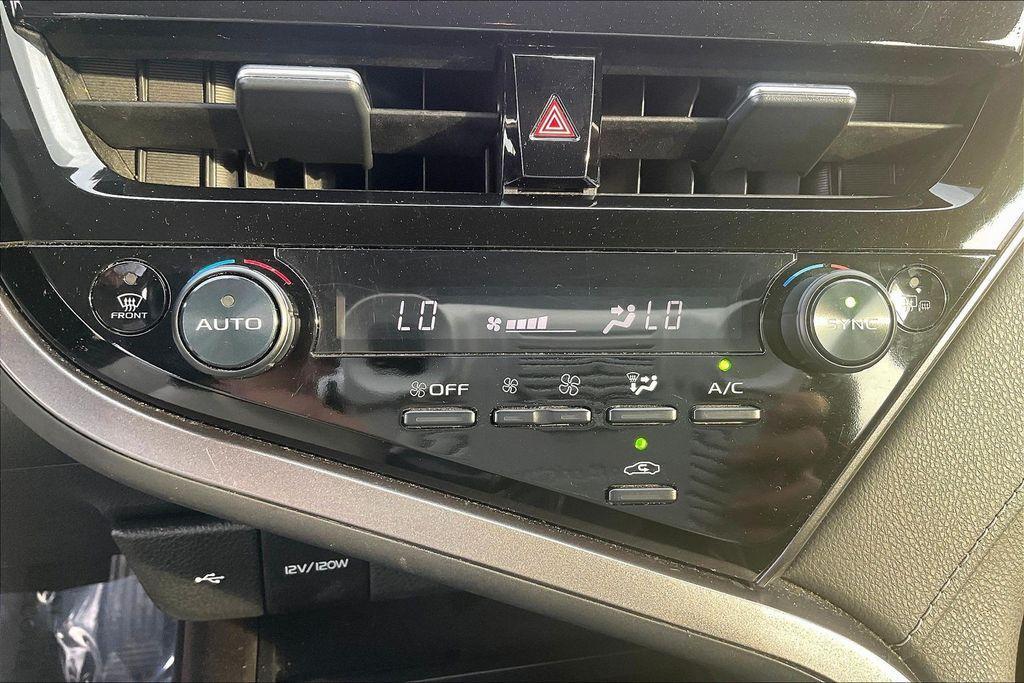 FRONT
AUTO
LO
LO
SYNC
OFF
A/C
12V/120W